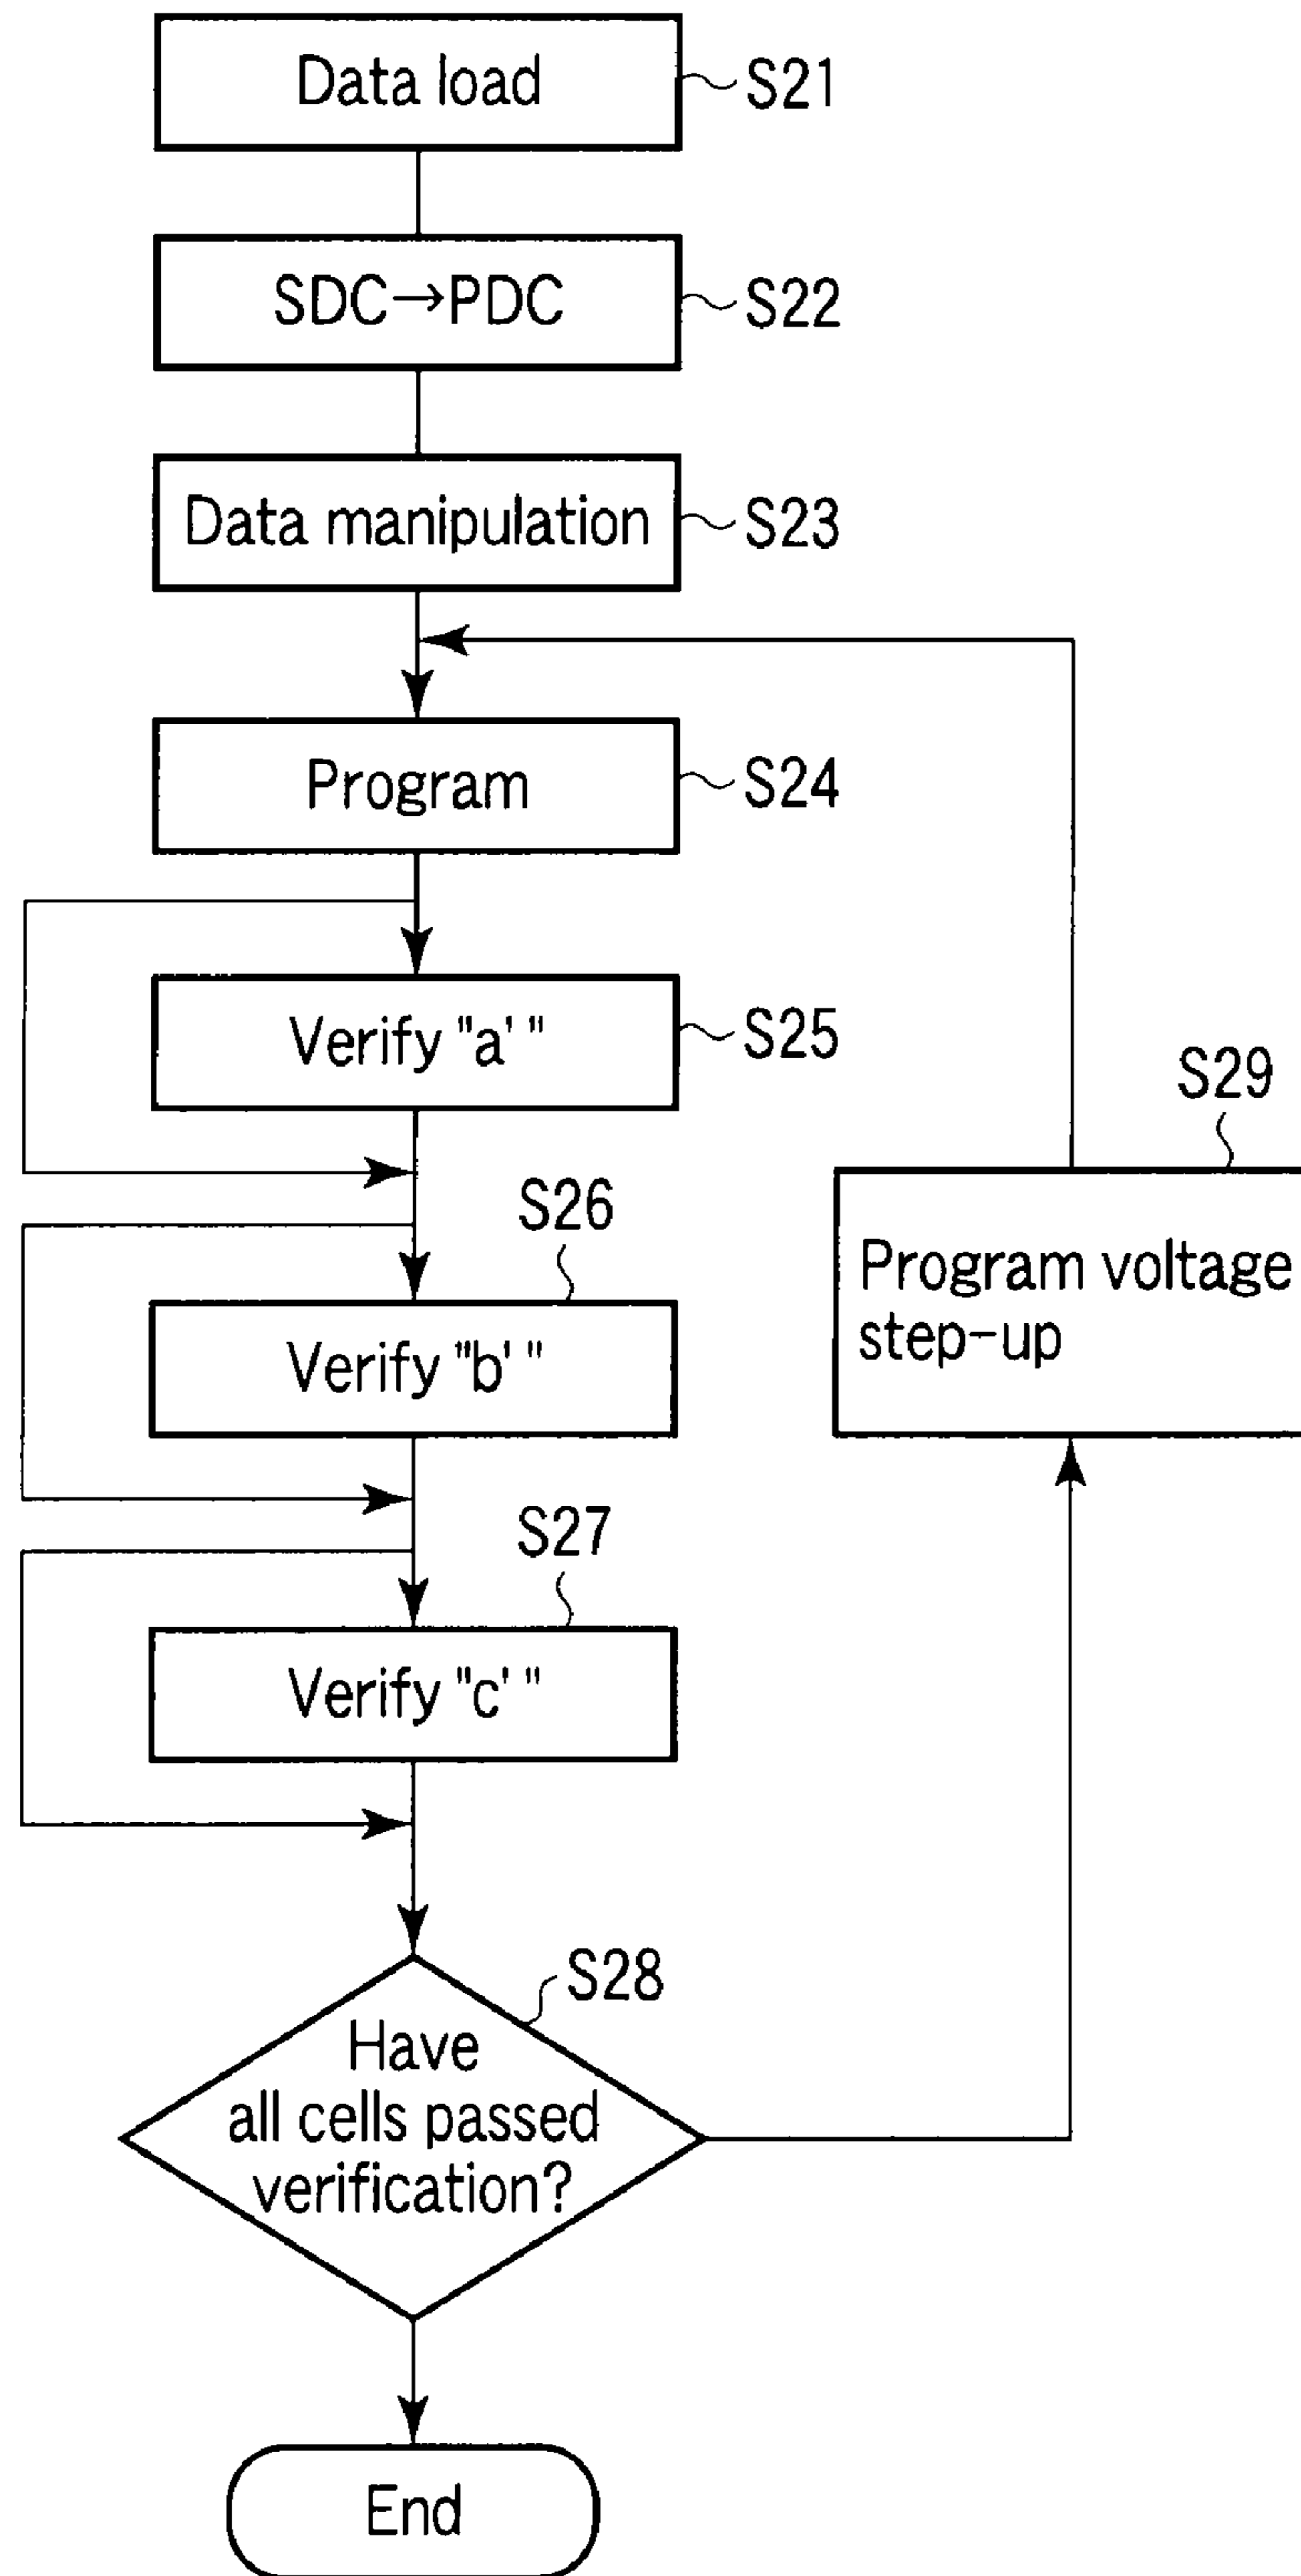 Data load
S21
SDC→PDC
S22
Data manipulation
S23
Program
S24
Verify "a' "
S25
S29
Program voltage
step-up
S26
Verify "b' "
S27
Verify "c' "
S28
Have
all cells passed
verification?
End